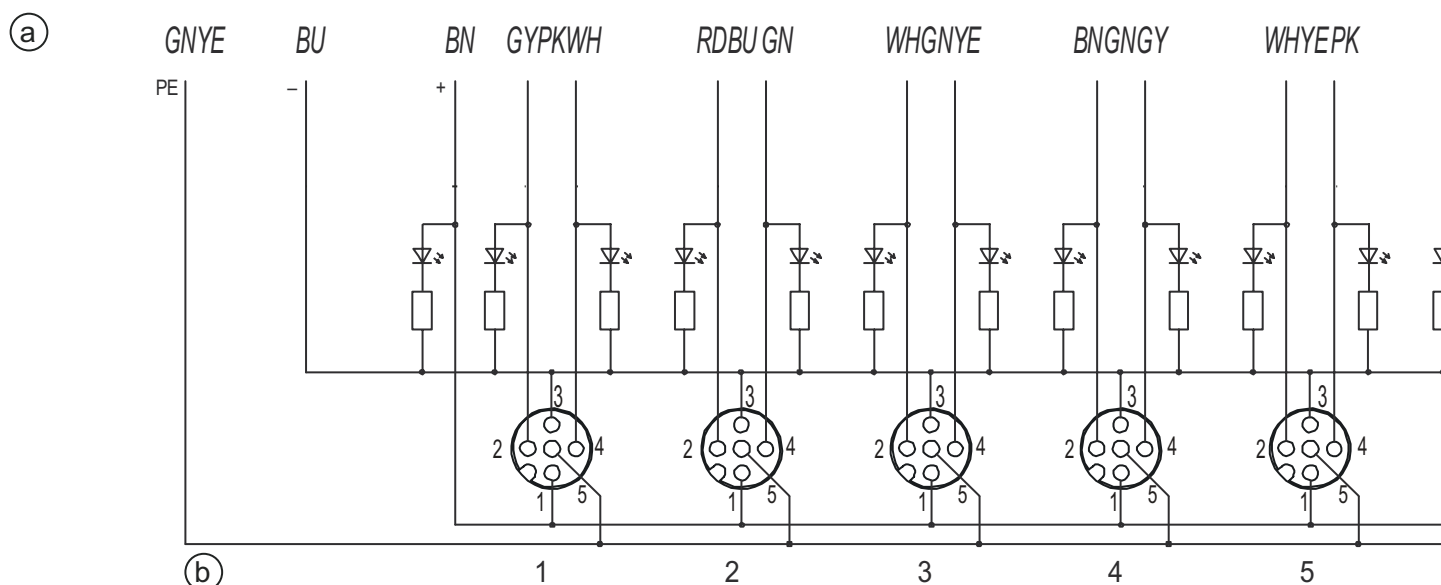 a
GNYE BU BN GYPKWH RDBU GN WHGNYE BNGNGY WHYEPK
PE – +
3 3 3 3 3
2 4 2 4 2 4 2 4 2 4
1 5 1 5 1 5 1 5 1 5
b 1 2 3 4 5